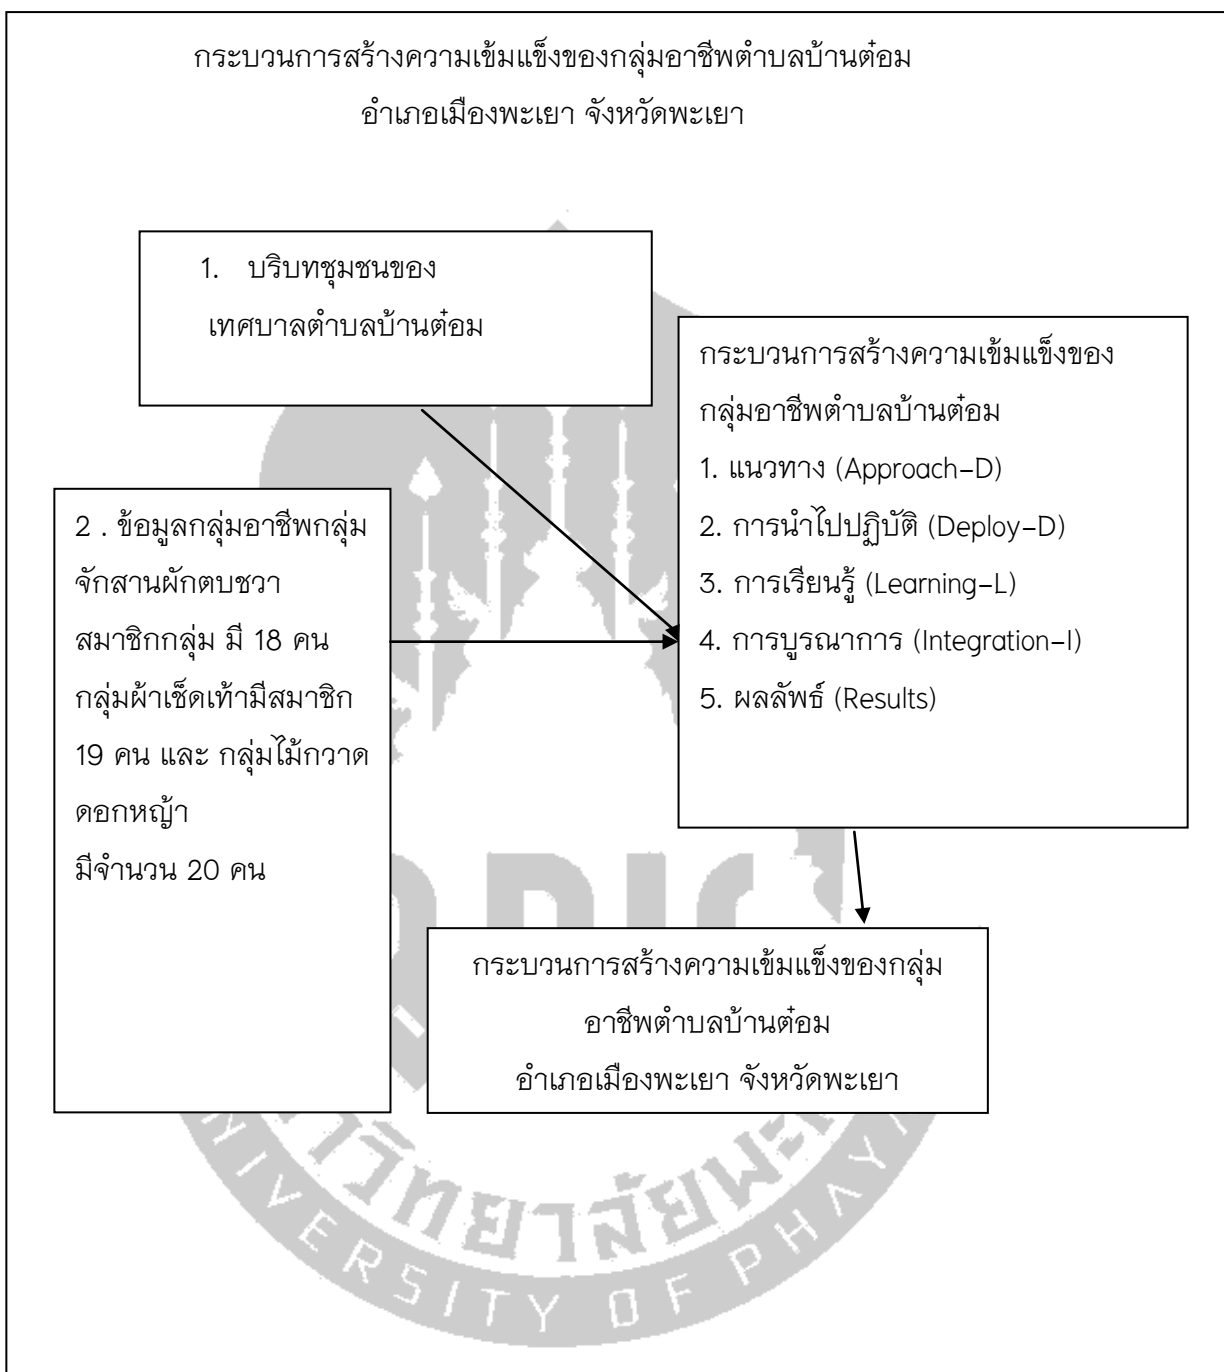 กระบวนการสร้างความเข้มแข็งของกลุ่มอาชีพตำบลบ้านต๋อม
อำเภอเมืองพะเยา จังหวัดพะเยา
1. บริบทชุมชนของ
เทศบาลตำบลบ้านต๋อม
กระบวนการสร้างความเข้มแข็งของ
กลุ่มอาชีพตำบลบ้านต๋อม
1. แนวทาง (Approach-D)
2. การนำไปปฏิบัติ (Deploy-D)
3. การเรียนรู้ (Learning-L)
4. การบูรณาการ (Integration-I)
5. ผลลัพธ์ (Results)
2 . ข้อมูลกลุ่มอาชีพกลุ่ม
จักสานผักตบชวา
สมาชิกกลุ่ม มี 18 คน
กลุ่มผ้าเช็ดเท้ามีสมาชิก
19 คน และ กลุ่มไม้กวาด
ดอกหญ้า
มีจำนวน 20 คน
กระบวนการสร้างความเข้มแข็งของกลุ่ม
อาชีพตำบลบ้านต๋อม
อำเภอเมืองพะเยา จังหวัดพะเยา